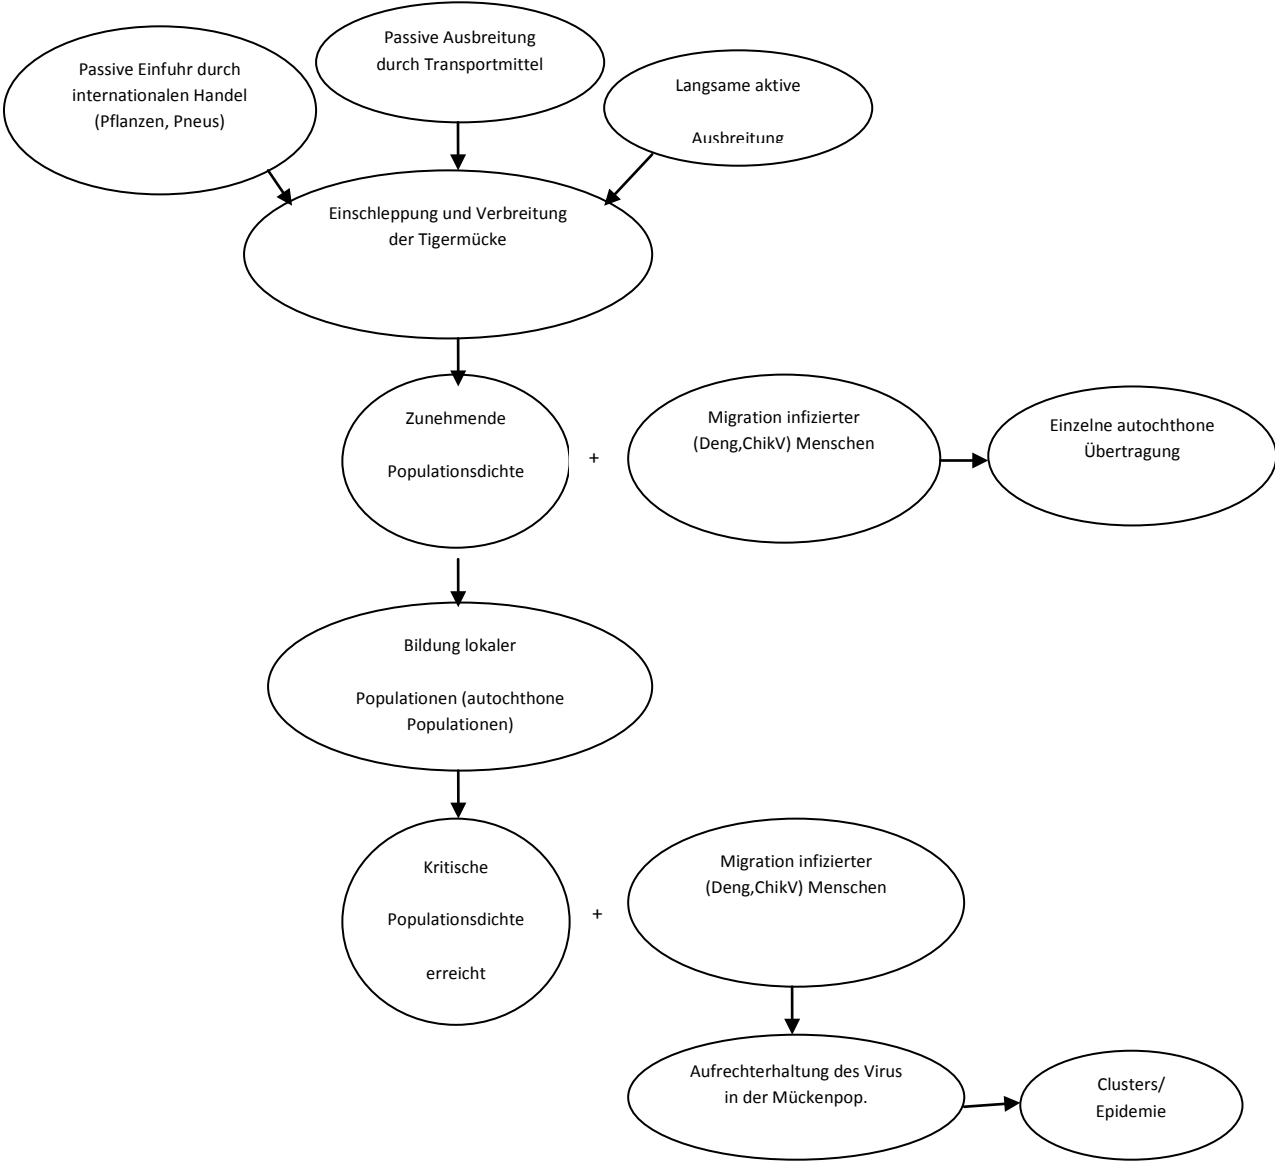 Passive Einfuhr durch
internationalen Handel
(Pflanzen, Pneus)
Passive Ausbreitung
durch Transportmittel
Langsame aktive
Ausbreitung
Einschleppung und Verbreitung
der Tigermücke
Zunehmende
Populationsdichte
+
Migration infizierter
(Deng,ChikV) Menschen
Einzelne autochthone
Übertragung
Bildung lokaler
Populationen (autochthone
Populationen)
Kritische
Populationsdichte
erreicht
+
Migration infizierter
(Deng,ChikV) Menschen
Aufrechterhaltung des Virus
in der Mückenpop.
Clusters/
Epidemie